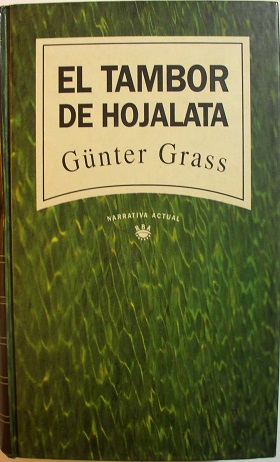 EL TAMBOR
DE HOJALATA
Günter Grass
NARRATIVA ACTUAL
RBA